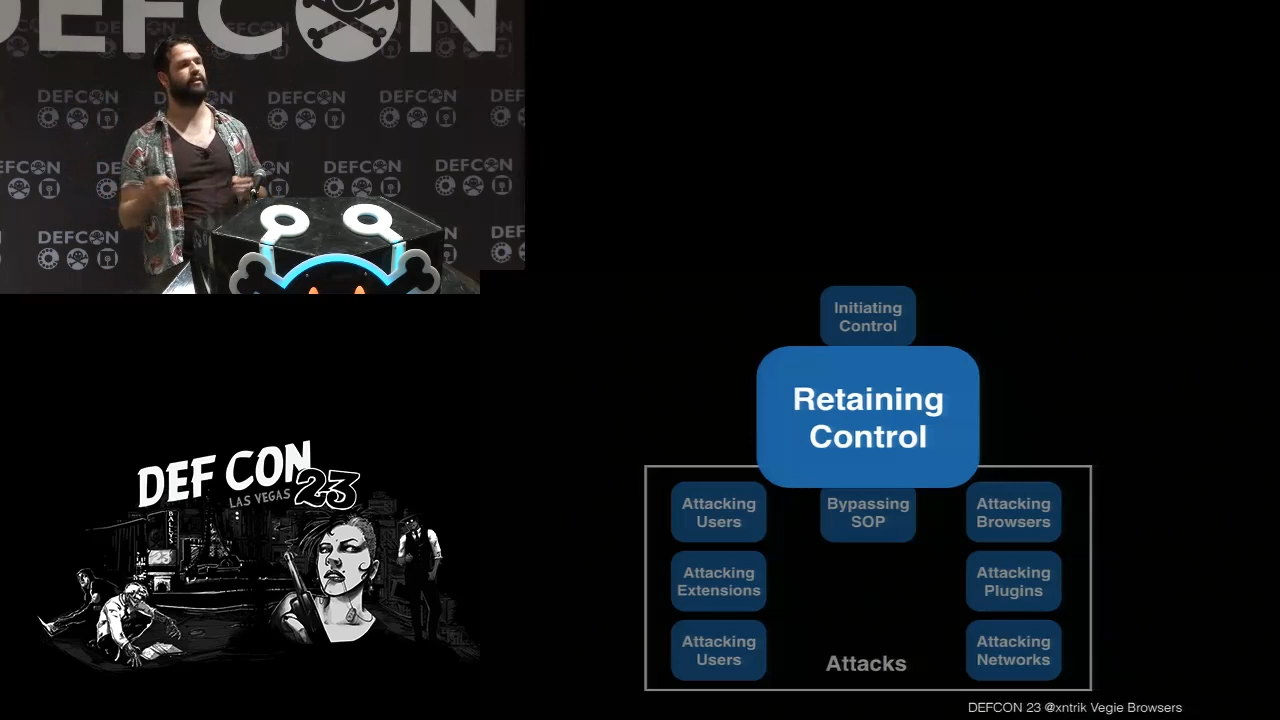 DEFCON
DEFCON
DEFCON
DEFCON
DEFCON
DEFCON
DEFCON
DEFCON
DEFCON
DEF CON 23
LAS VEGAS
BALLY'S
23
Initiating
Control
Retaining
Control
Attacking
Users
Bypassing
SOP
Attacking
Browsers
Attacking
Extensions
Attacking
Plugins
Attacking
Users
Attacks
Attacking
Networks
DEFCON 23 @xntrik Vegie Browsers